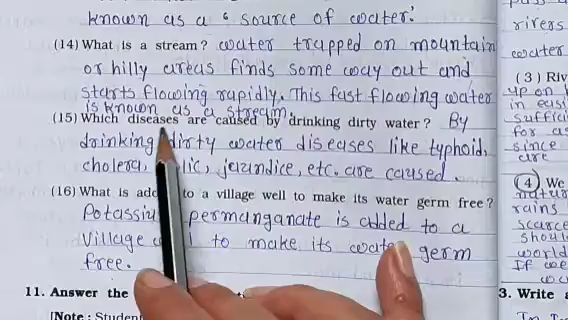 known as a 'source of water.'
(14) What is a stream? water trapped on mountain
or hilly areas finds some way out and
starts flowing rapidly. This fast flowing water
is known as a stream.
(15) Which diseases are caused by drinking dirty water? By
drinking dirty water diseases like typhoid,
cholera, jaundice, etc. are caused.
(16) What is to a village well to make its water germ free?
Potassium permanganate is added to a
village to make its water germ
free.
11. Answer the
[Note: Studen
rivers
water
(3) Riv
up on
in easi
suffici
for
since
are
(4) We
natur
rains
scarce
shoul
world
If we
3. Write a